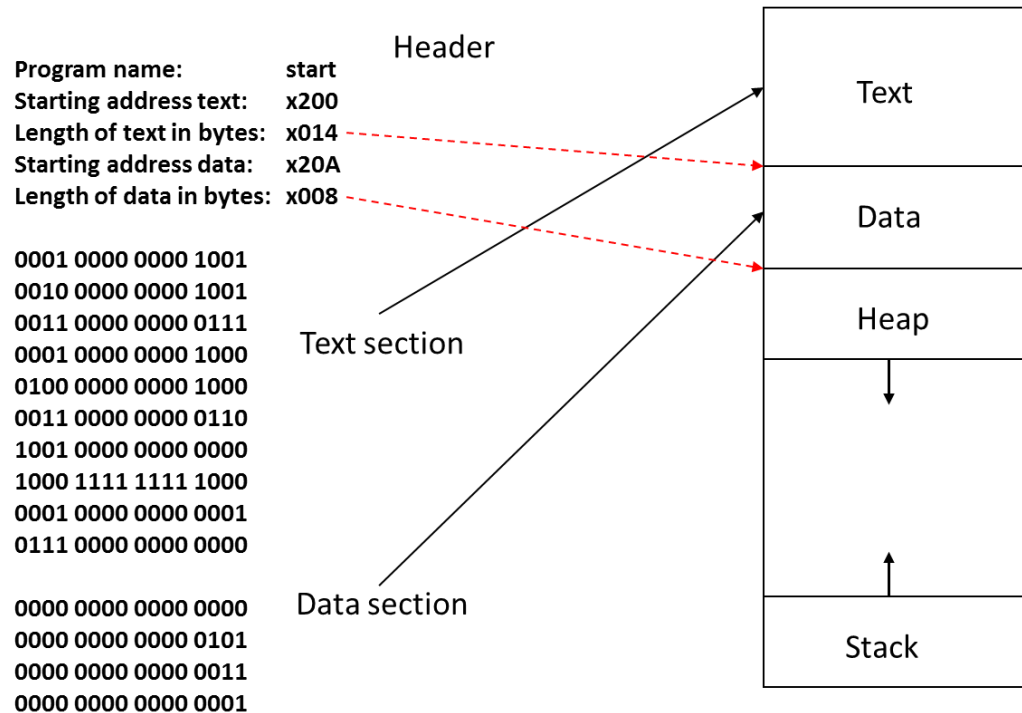 Header
Program name: start
Starting address text: x200
Length of text in bytes: x014
Starting address data: x20A
Length of data in bytes: x008
0001 0000 0000 1001
0010 0000 0000 1001
0011 0000 0000 0111
0001 0000 0000 1000
0100 0000 0000 1000
0011 0000 0000 0110
1001 0000 0000 0000
1000 1111 1111 1000
0001 0000 0000 0001
0111 0000 0000 0000
Text section
0000 0000 0000 0000
0000 0000 0000 0101
0000 0000 0000 0011
0000 0000 0000 0001
Data section
Text
Data
Heap
Stack